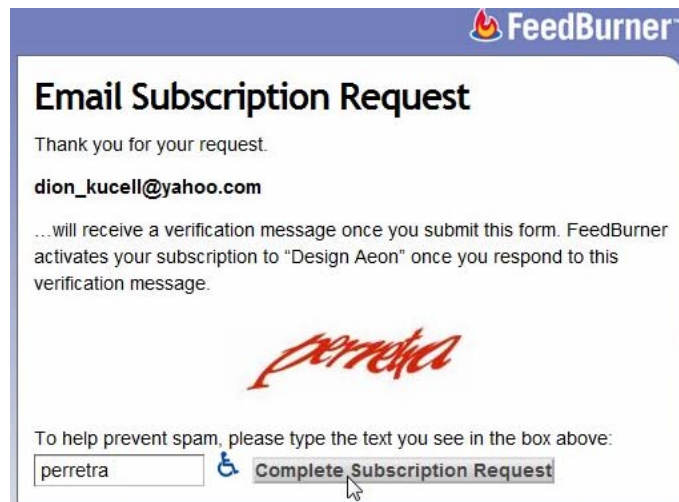 FeedBurner
Email Subscription Request
Thank you for your request.
dion_kucell@yahoo.com
…will receive a verification message once you submit this form. FeedBurner
activates your subscription to “Design Aeon” once you respond to this
verification message.
perretra
To help prevent spam, please type the text you see in the box above:
perretra
Complete Subscription Request